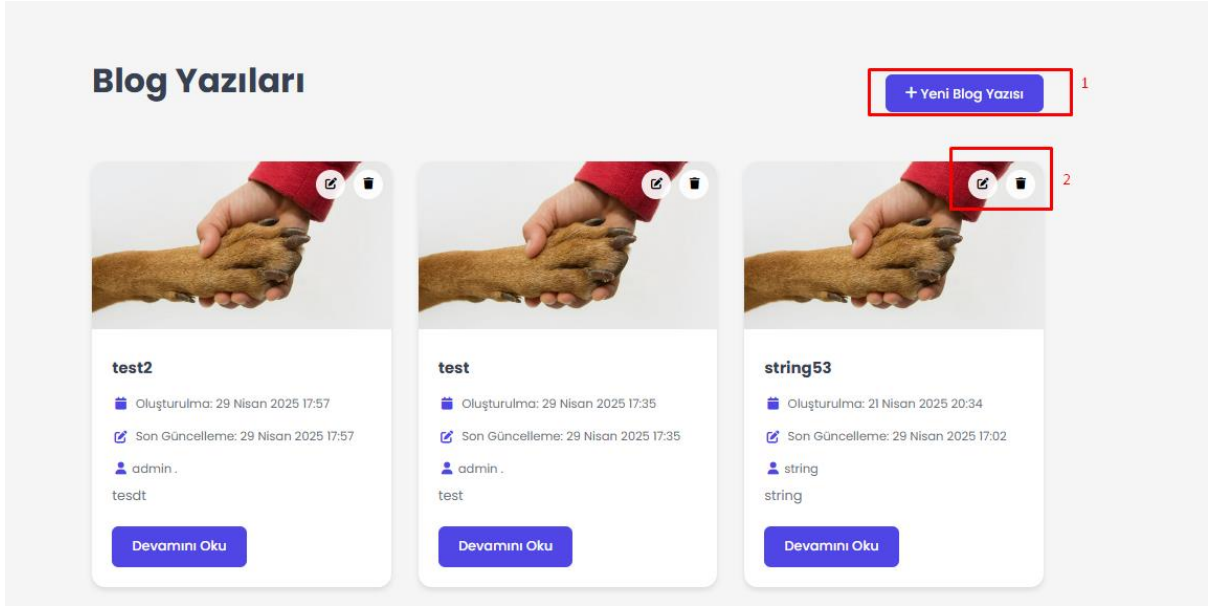 Blog Yazıları
+ Yeni Blog Yazısı
1
2
test2
Oluşturulma: 29 Nisan 2025 17:57
Son Güncelleme: 29 Nisan 2025 17:57
admin .
tesdt
Devamını Oku
test
Oluşturulma: 29 Nisan 2025 17:35
Son Güncelleme: 29 Nisan 2025 17:35
admin .
test
Devamını Oku
string53
Oluşturulma: 21 Nisan 2025 20:34
Son Güncelleme: 29 Nisan 2025 17:02
string
string
Devamını Oku